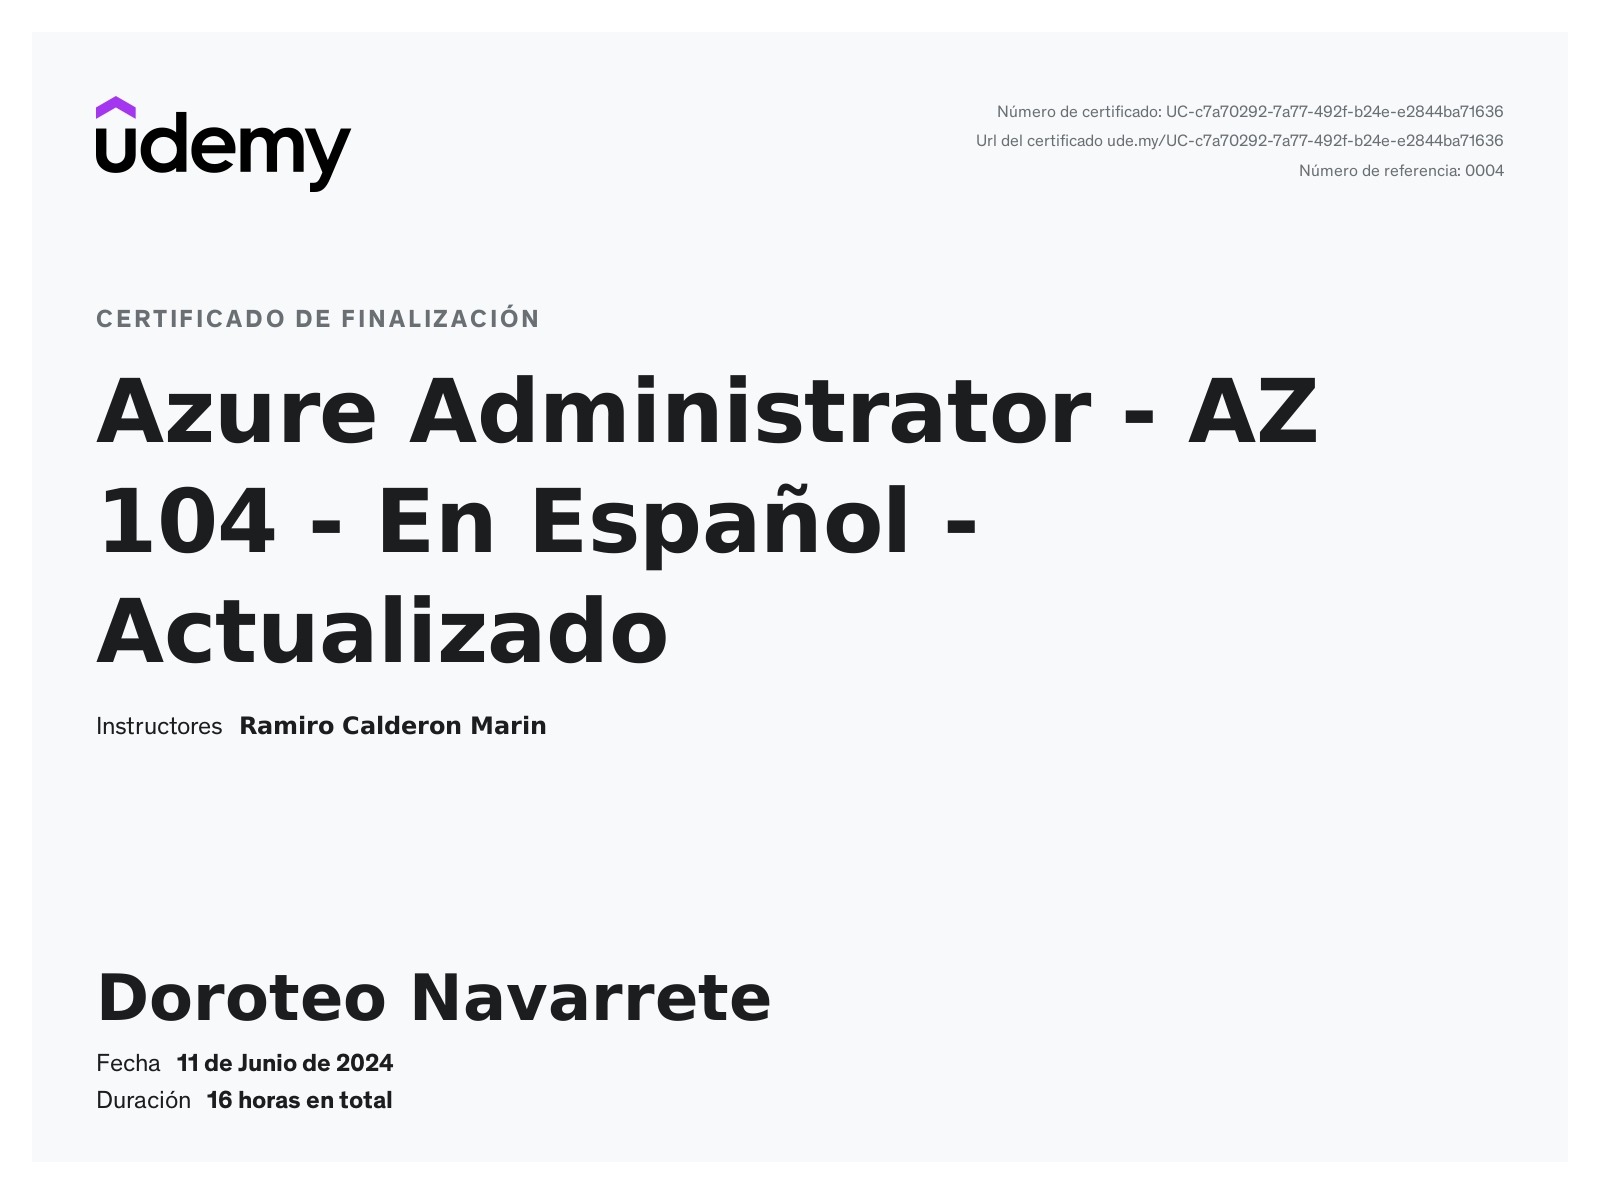 udemy
Número de certificado: UC-c7a70292-7a77-492f-b24e-e2844ba71636
Url del certificado ude.my/UC-c7a70292-7a77-492f-b24e-e2844ba71636
Número de referencia: 0004
CERTIFICADO DE FINALIZACIÓN
Azure Administrator - AZ
104 - En Español -
Actualizado
Instructores Ramiro Calderon Marin
Doroteo Navarrete
Fecha 11 de Junio de 2024
Duración 16 horas en total